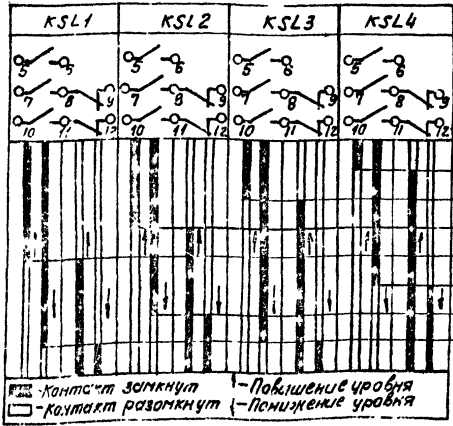 KSL1 KSL2 KSL3 KSL4
5 5 5 6 5 6 5 6
7 8 9 7 8 9 7 8 9 7 8 9
10 11 12 10 11 12 10 11 12 10 11 12
-Контакт замкнут -Повышение уровня
-контакт разомкнут -Понижение уровня